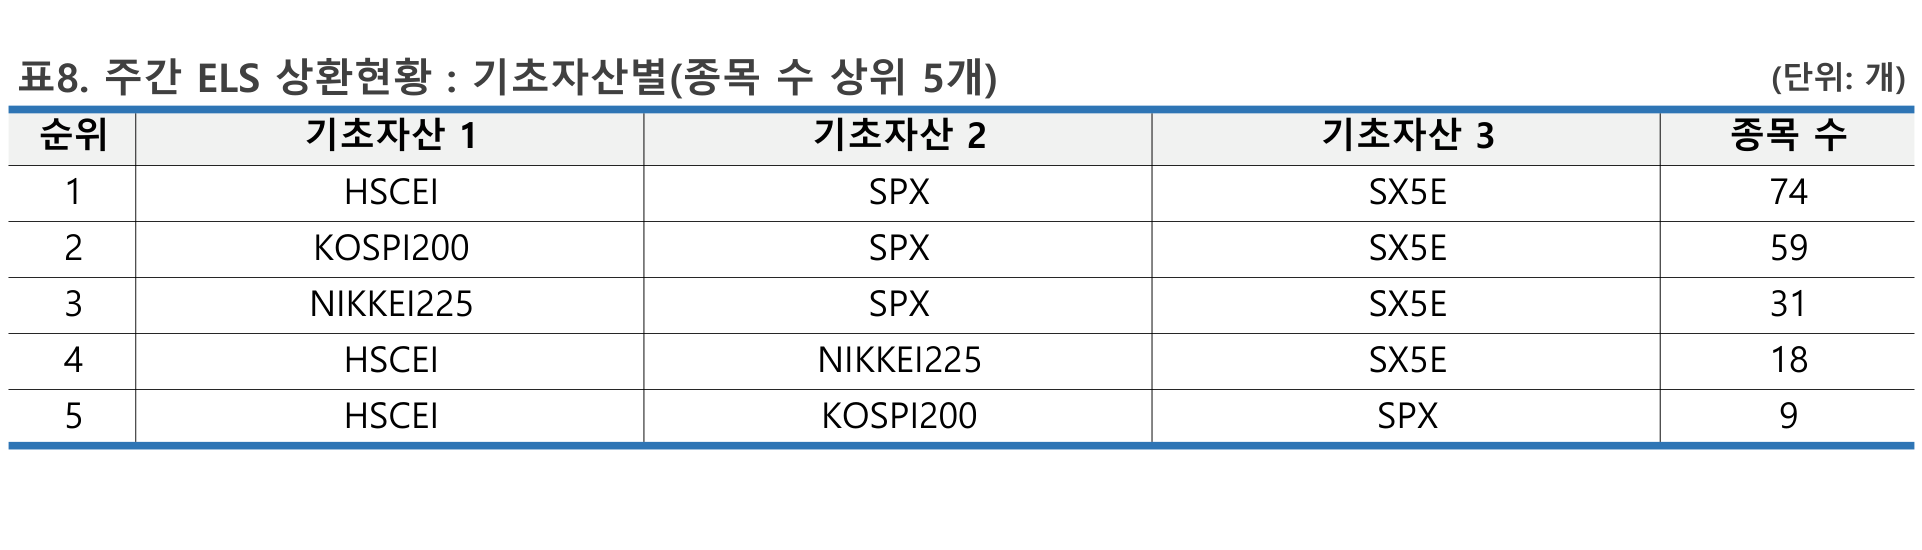 표8. 주간 ELS 상환현황 : 기초자산별(종목 수 상위 5개) (단위: 개)
순위 기초자산 1 기초자산 2 기초자산 3 종목 수
1 HSCEI SPX SX5E 74
2 KOSPI200 SPX SX5E 59
3 NIKKEI225 SPX SX5E 31
4 HSCEI NIKKEI225 SX5E 18
5 HSCEI KOSPI200 SPX 9